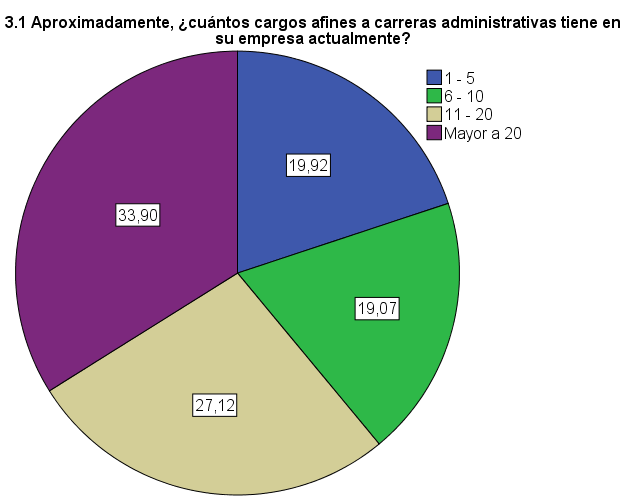 3.1 Aproximadamente, ¿cuántos cargos afines a carreras administrativas tiene en
su empresa actualmente?
1 - 5
6 - 10
11 - 20
Mayor a 20
19,92
33,90
19,07
27,12